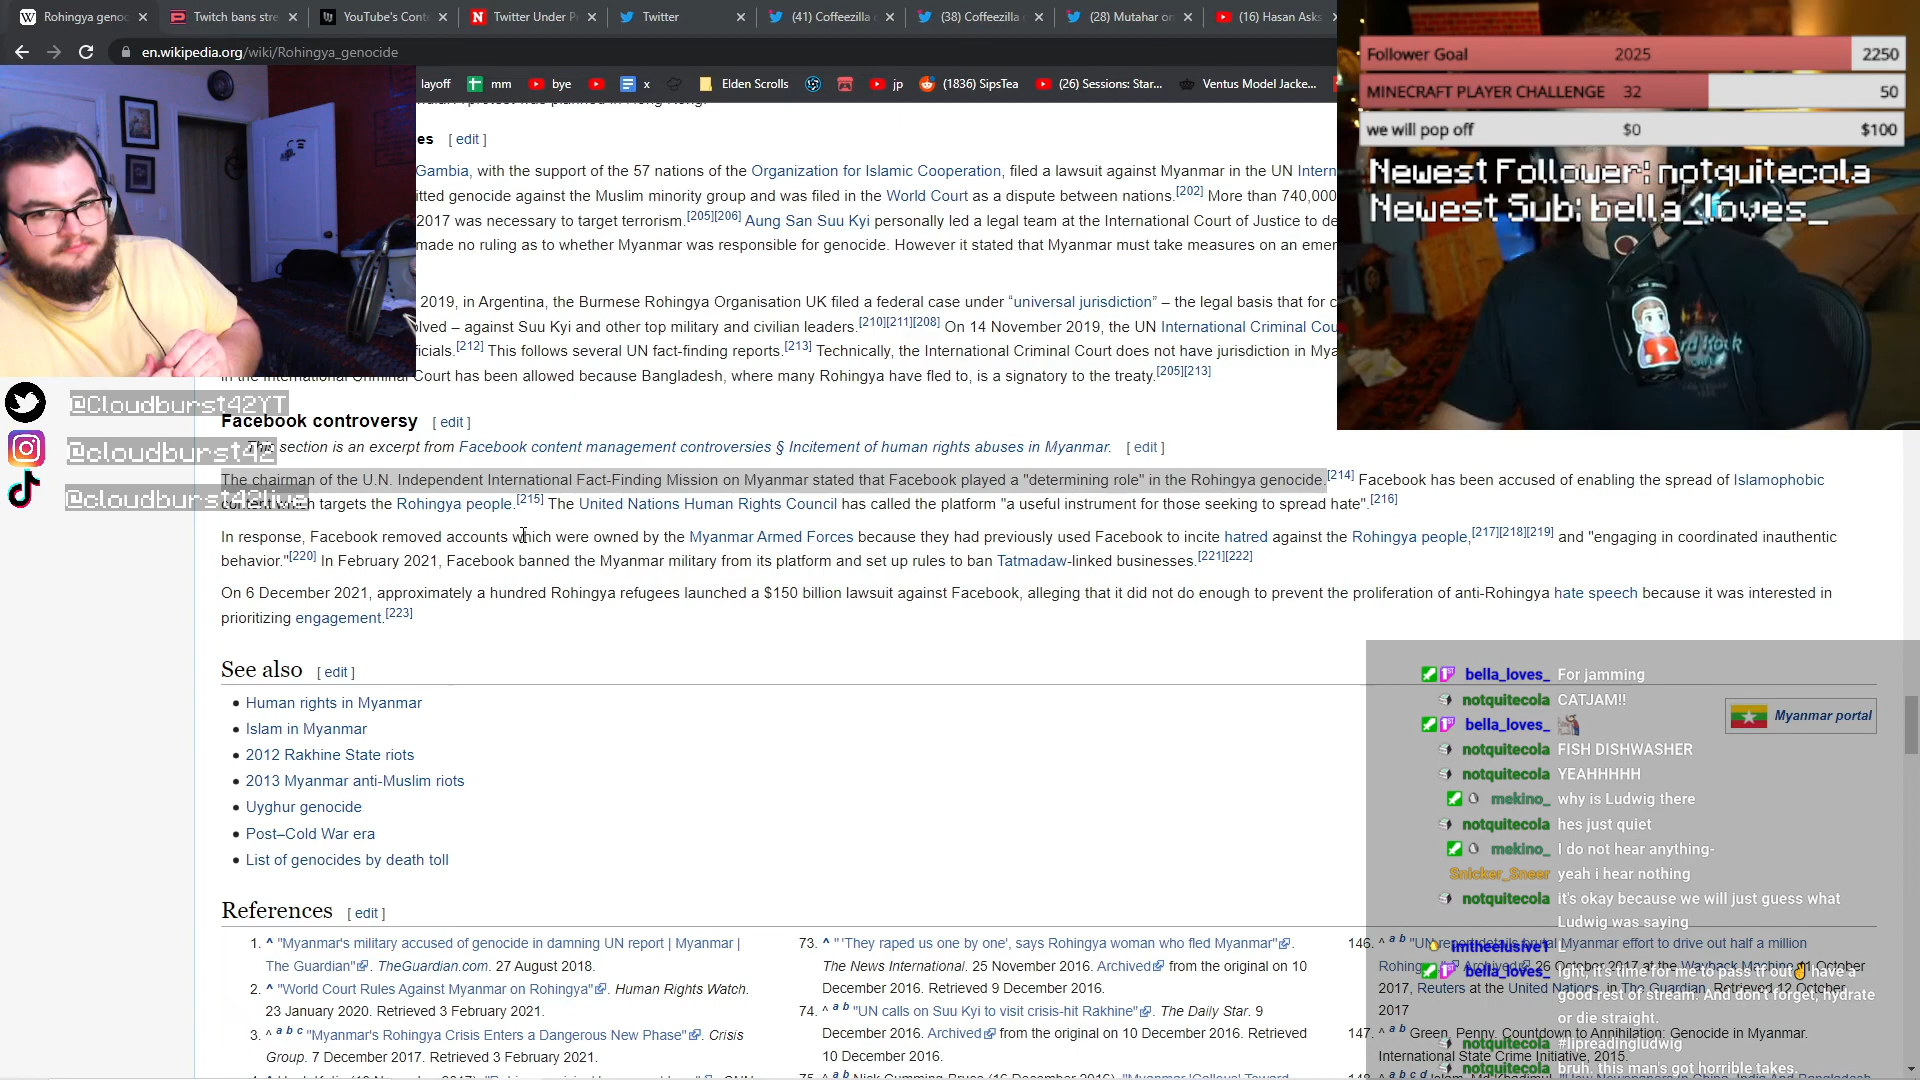 Rohingya genoc
Twitch bans stre
YouTube's Cont
Twitter Under P
Twitter
(41) Coffeezilla
(38) Coffeezilla
(28) Mutahar on
(16) Hasan Asks
en.wikipedia.org/wiki/Rohingya_genocide
layoff
mm
bye
x
Elden Scrolls
jp
(1836) SipsTea
(26) Sessions: Star...
Ventus Model Jacke...
Follower Goal 2025 2250
MINECRAFT PLAYER CHALLENGE 32 50
we will pop off $0 $100
Newest Follower: notquitecola
Newest Sub: bella_loves_
es [ edit ]
Gambia, with the support of the 57 nations of the Organization for Islamic Cooperation, filed a lawsuit against Myanmar in the UN Intern
itted genocide against the Muslim minority group and was filed in the World Court as a dispute between nations.[202] More than 740,000
2017 was necessary to target terrorism.[205][206] Aung San Suu Kyi personally led a legal team at the International Court of Justice to de
made no ruling as to whether Myanmar was responsible for genocide. However it stated that Myanmar must take measures on an emer
2019, in Argentina, the Burmese Rohingya Organisation UK filed a federal case under “universal jurisdiction” – the legal basis that for c
lved – against Suu Kyi and other top military and civilian leaders.[210][211][208] On 14 November 2019, the UN International Criminal Cou
ficials.[212] This follows several UN fact-finding reports.[213] Technically, the International Criminal Court does not have jurisdiction in Mya
in the International Criminal Court has been allowed because Bangladesh, where many Rohingya have fled to, is a signatory to the treaty.[205][213]
@Cloudburst42YT
@cloudburst42
@cloudburst42live
Facebook controversy [ edit ]
This section is an excerpt from Facebook content management controversies § Incitement of human rights abuses in Myanmar. [ edit ]
The chairman of the U.N. Independent International Fact-Finding Mission on Myanmar stated that Facebook played a "determining role" in the Rohingya genocide.[214] Facebook has been accused of enabling the spread of Islamophobic
content which targets the Rohingya people.[215] The United Nations Human Rights Council has called the platform "a useful instrument for those seeking to spread hate".[216]
In response, Facebook removed accounts which were owned by the Myanmar Armed Forces because they had previously used Facebook to incite hatred against the Rohingya people,[217][218][219] and "engaging in coordinated inauthentic
behavior."[220] In February 2021, Facebook banned the Myanmar military from its platform and set up rules to ban Tatmadaw-linked businesses.[221][222]
On 6 December 2021, approximately a hundred Rohingya refugees launched a $150 billion lawsuit against Facebook, alleging that it did not do enough to prevent the proliferation of anti-Rohingya hate speech because it was interested in
prioritizing engagement.[223]
See also [ edit ]
Human rights in Myanmar
Islam in Myanmar
2012 Rakhine State riots
2013 Myanmar anti-Muslim riots
Uyghur genocide
Post–Cold War era
List of genocides by death toll
Myanmar portal
bella_loves_ For jamming
notquitecola CATJAM!!
bella_loves_
notquitecola FISH DISHWASHER
notquitecola YEAHHHHH
mekino_ why is Ludwig there
notquitecola hes just quiet
mekino_ I do not hear anything-
Snicker_Sneer yeah i hear nothing
notquitecola it's okay because we will just guess what
Ludwig was saying
imtheelusive1 L
bella_loves_ Ight, it's time for me to pass tf out have a
good rest of stream. And don't forget, hydrate
or die straight.
notquitecola #lipreadingludwig
notquitecola bruh. this man's got horrible takes.
References [ edit ]
1. ^ "Myanmar's military accused of genocide in damning UN report | Myanmar |
The Guardian". TheGuardian.com. 27 August 2018.
2. ^ "World Court Rules Against Myanmar on Rohingya". Human Rights Watch.
23 January 2020. Retrieved 3 February 2021.
3. ^ a b c "Myanmar's Rohingya Crisis Enters a Dangerous New Phase". Crisis
Group. 7 December 2017. Retrieved 3 February 2021.
73. ^ "'They raped us one by one', says Rohingya woman who fled Myanmar".
The News International. 25 November 2016. Archived from the original on 10
December 2016. Retrieved 9 December 2016.
74. ^ a b "UN calls on Suu Kyi to visit crisis-hit Rakhine". The Daily Star. 9
December 2016. Archived from the original on 10 December 2016. Retrieved
10 December 2016.
146. ^ a b "UN report details brutal Myanmar effort to drive out half a million
Rohingya". Archived 26 October 2017 at the Wayback Machine 11 October
2017, Reuters at the United Nations, in The Guardian. Retrieved 12 October
2017
147. ^ a b Green, Penny. Countdown to Annihilation: Genocide in Myanmar.
International State Crime Initiative, 2015.